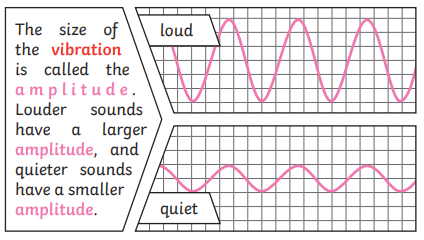 The size of
the vibration
is called the
amplitude.
Louder sounds
have a larger
amplitude, and
quieter sounds
have a smaller
amplitude.
loud
quiet